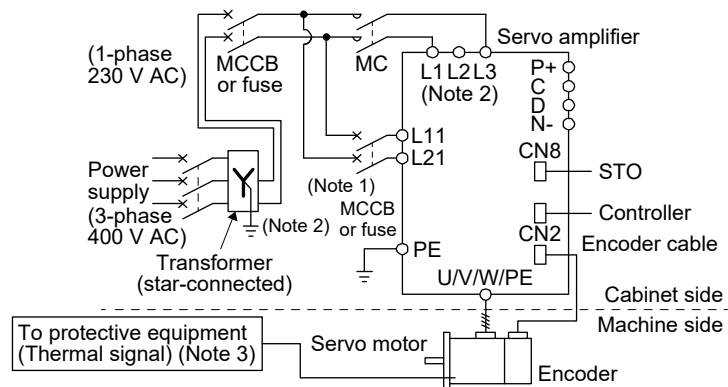 (1-phase
230 V AC)
MCCB
or fuse
MC
Servo amplifier
L1 L2 L3
(Note 2)
P+
C
D
N-
L11
L21
CN8
STO
Power
supply
(3-phase
400 V AC)
(Note 2)
Transformer
(star-connected)
(Note 1)
MCCB
or fuse
Controller
CN2
Encoder cable
PE
U/V/W/PE
Cabinet side
Machine side
To protective equipment
(Thermal signal) (Note 3)
Servo motor
Encoder